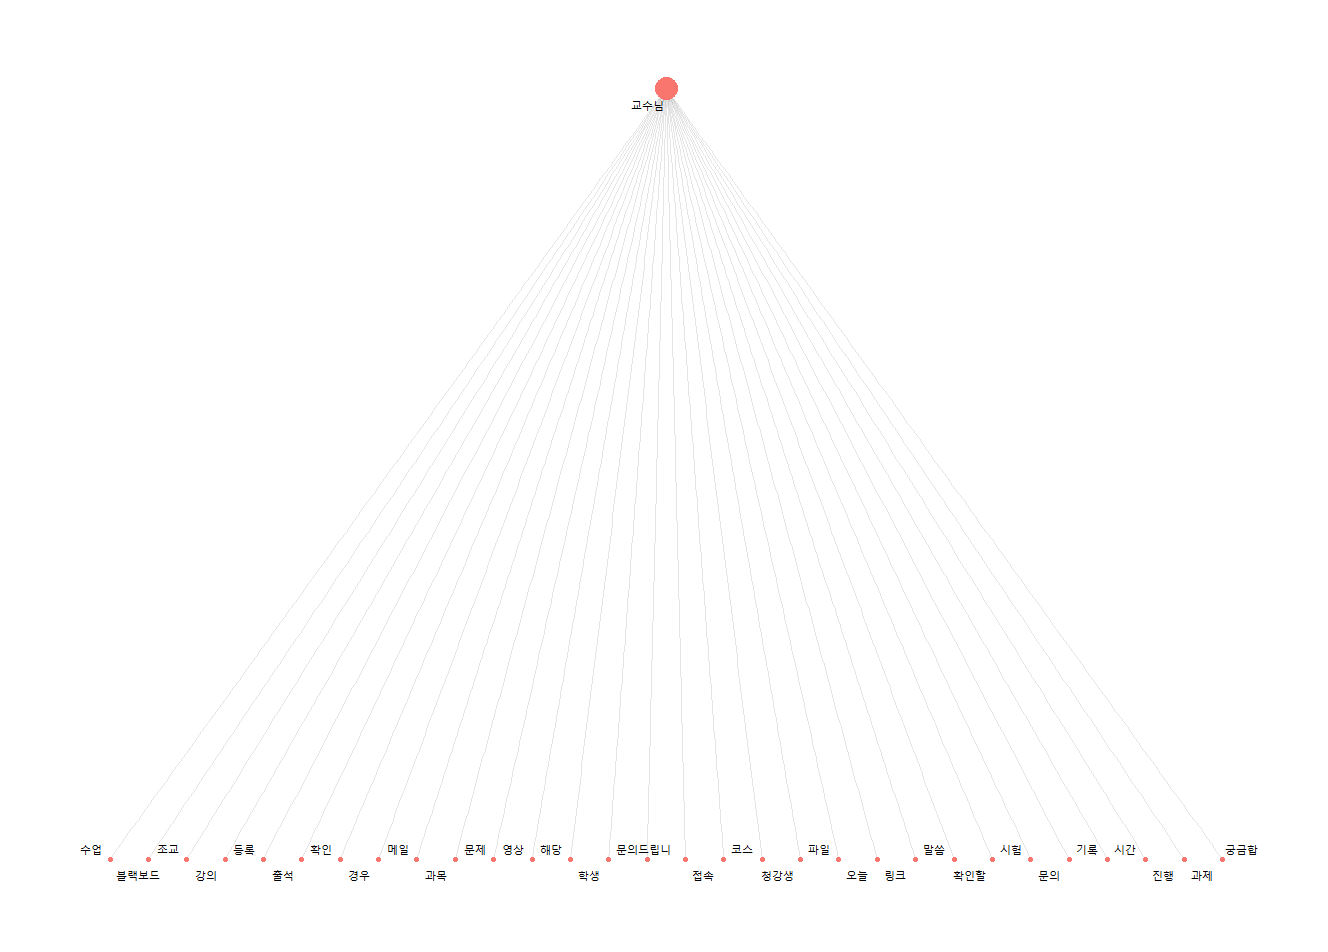 교수님
수업
조교
등록
확인
메일
문제
영상
해당
문의드립니
코스
파일
말씀
시험
기록
시간
궁금합
블랙보드
강의
출석
경우
과목
학생
접속
청강생
오늘
링크
확인할
문의
진행
과제